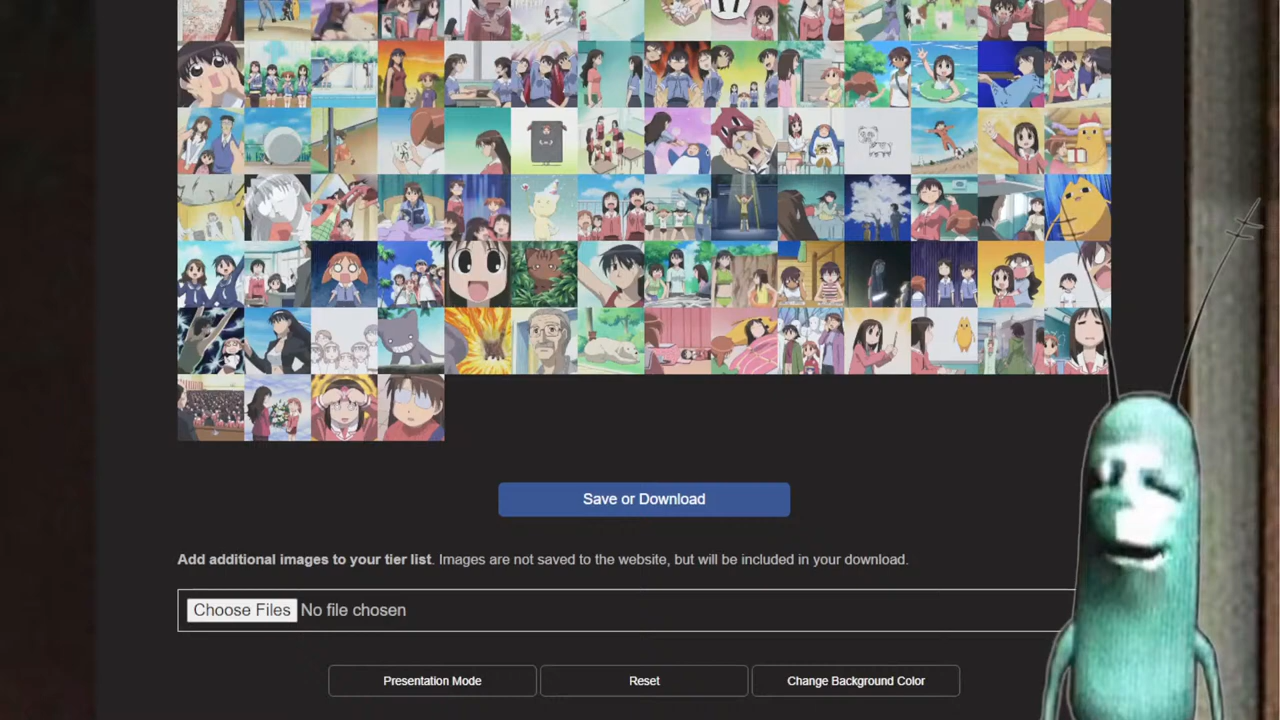 Save or Download
Add additional images to your tier list. Images are not saved to the website, but will be included in your download.
Choose Files No file chosen
Presentation Mode
Reset
Change Background Color